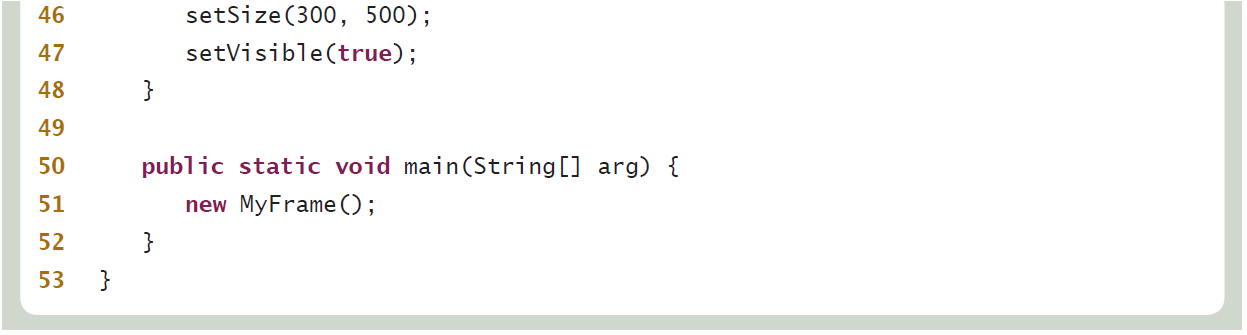 46 setSize(300, 500);
47 setVisible(true);
48 }
49
50 public static void main(String[] arg) {
51 new MyFrame();
52 }
53 }